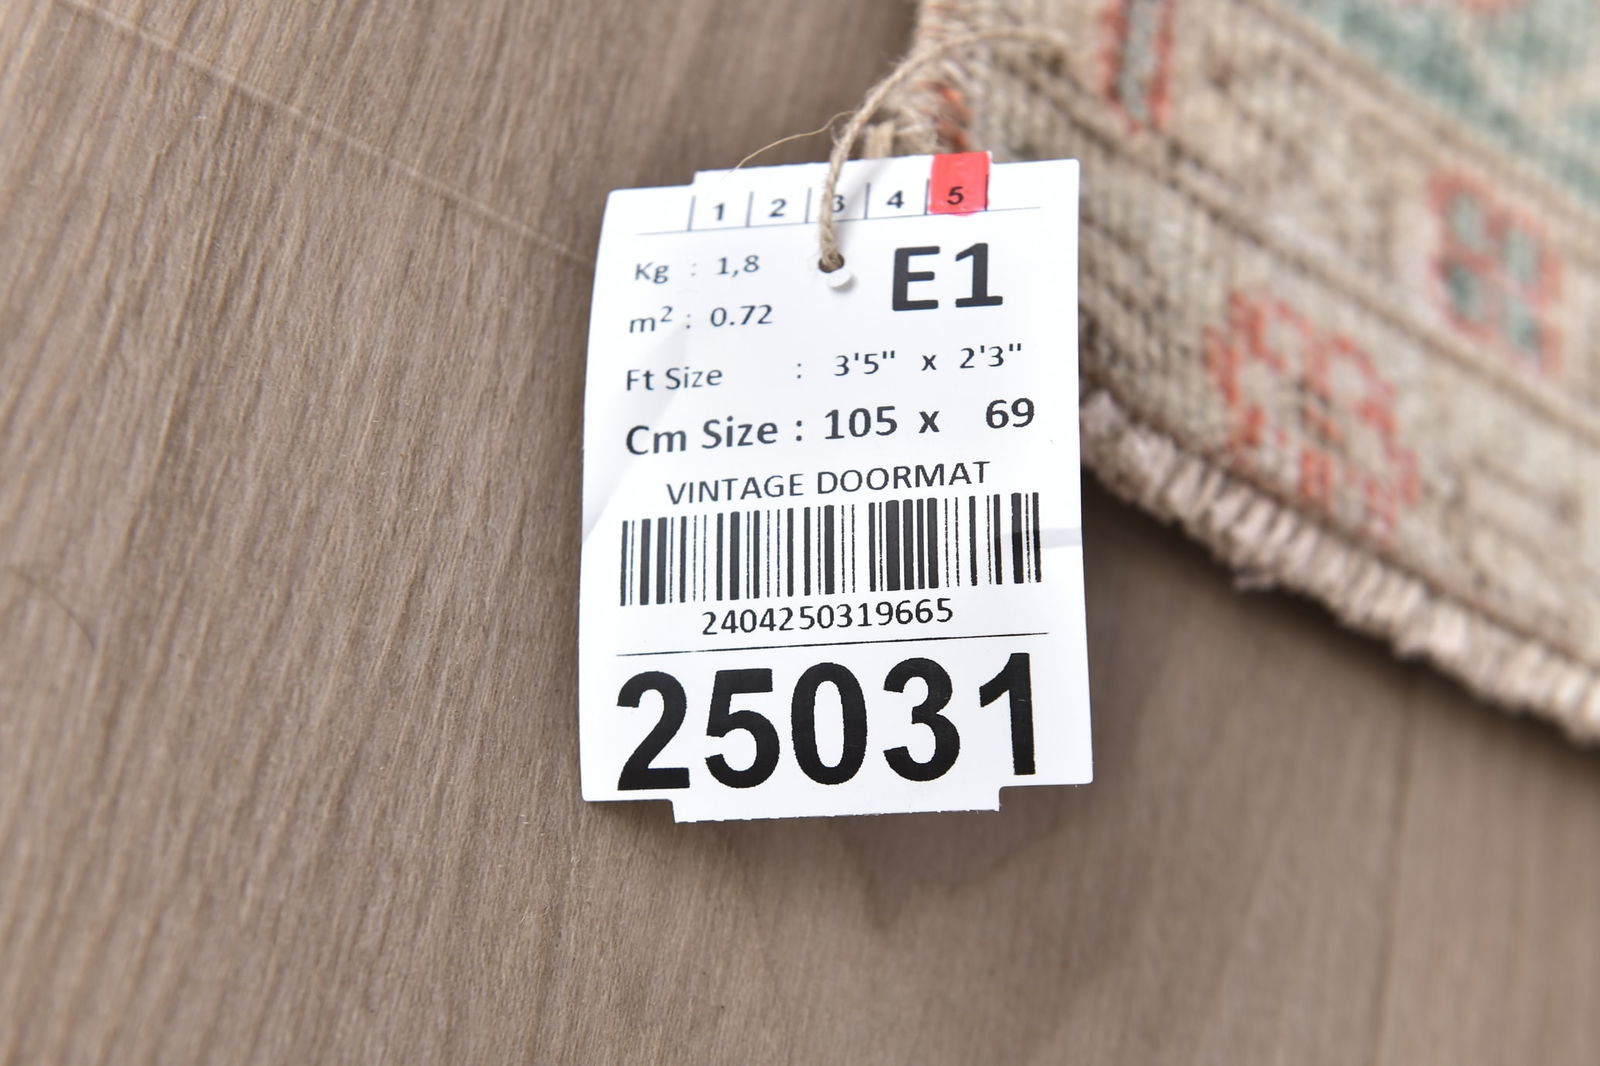 1 2 3 4 5
Kg : 1,8
E1
m² : 0.72
Ft Size : 3'5" x 2'3"
Cm Size : 105 x 69
VINTAGE DOORMAT
2404250319665
25031